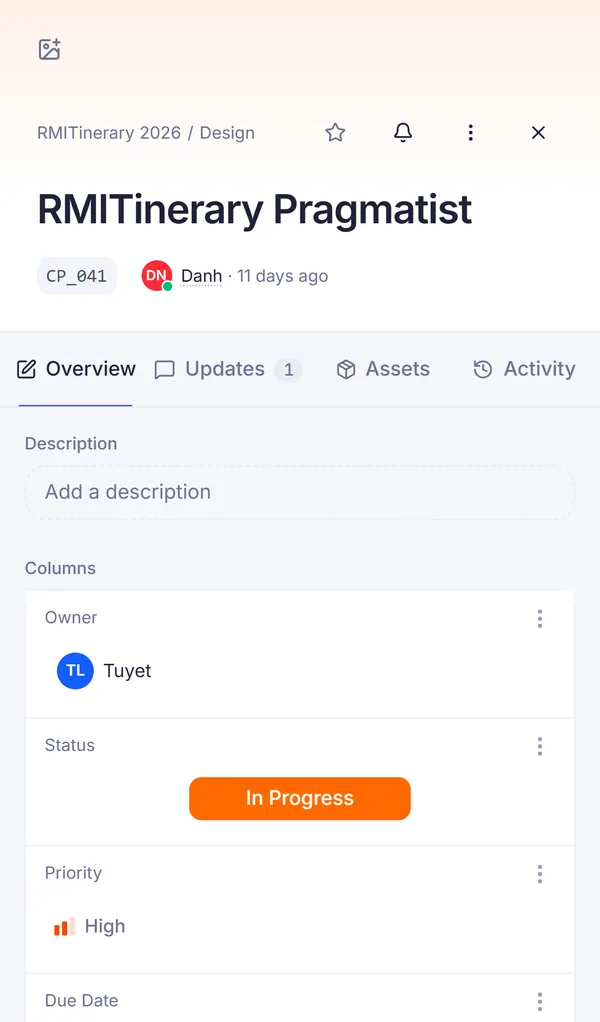 RMITinerary 2026 / Design
RMITinerary Pragmatist
CP_041 DN Danh · 11 days ago
Overview Updates 1 Assets Activity
Description
Add a description
Columns
Owner
TL Tuyet
Status
In Progress
Priority
High
Due Date